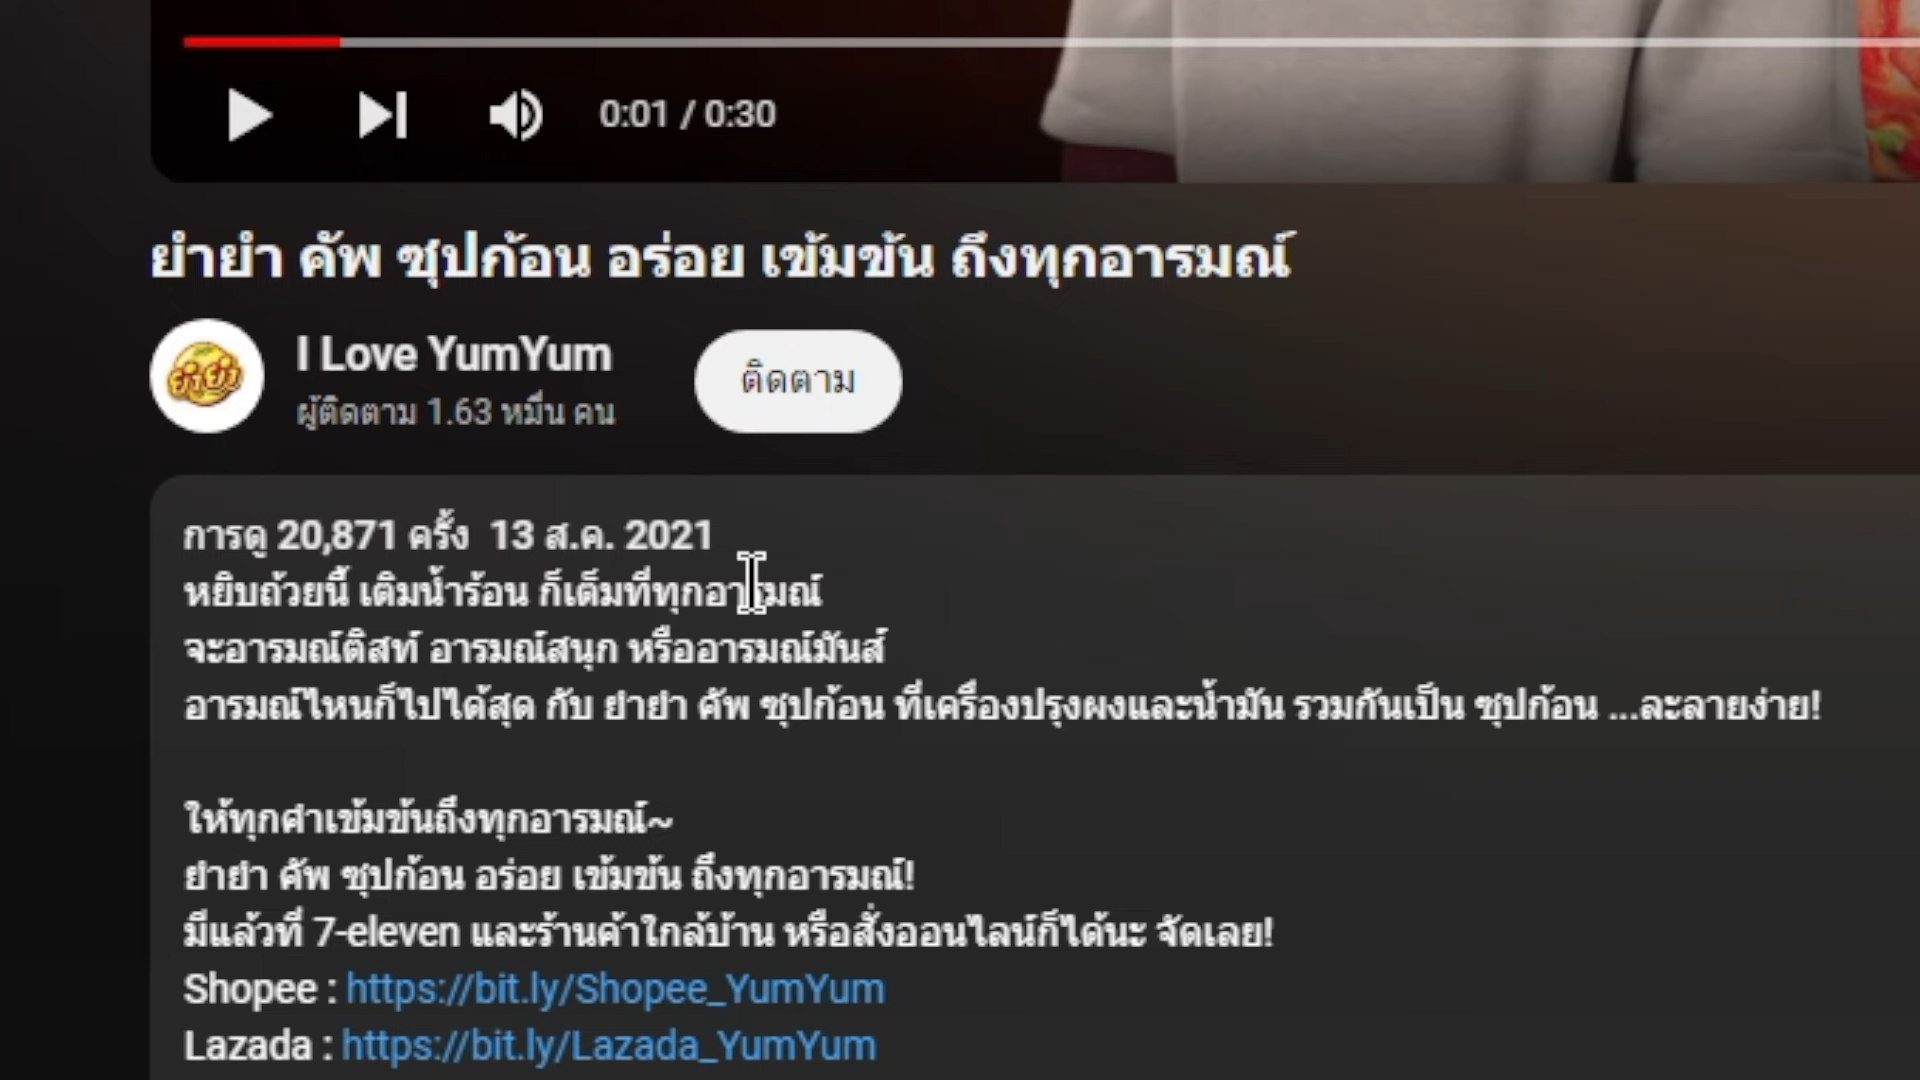 0:01 / 0:30
ยำยำ คัพ ซุปก้อน อร่อย เข้มข้น ถึงทุกอารมณ์
ยำยำ
I Love YumYum
ผู้ติดตาม 1.63 หมื่น คน
ติดตาม
การดู 20,871 ครั้ง 13 ส.ค. 2021
หยิบถ้วยนี้ เติมน้ำร้อน ก็เต็มที่ทุกอารมณ์
จะอารมณ์ติสท์ อารมณ์สนุก หรืออารมณ์มันส์
อารมณ์ไหนก็ไปได้สุด กับ ยำยำ คัพ ซุปก้อน ที่เครื่องปรุงผงและน้ำมัน รวมกันเป็น ซุปก้อน ...ละลายง่าย!
ให้ทุกคำเข้มข้นถึงทุกอารมณ์~
ยำยำ คัพ ซุปก้อน อร่อย เข้มข้น ถึงทุกอารมณ์!
มีแล้วที่ 7-eleven และร้านค้าใกล้บ้าน หรือสั่งออนไลน์ก็ได้นะ จัดเลย!
Shopee : https://bit.ly/Shopee_YumYum
Lazada : https://bit.ly/Lazada_YumYum